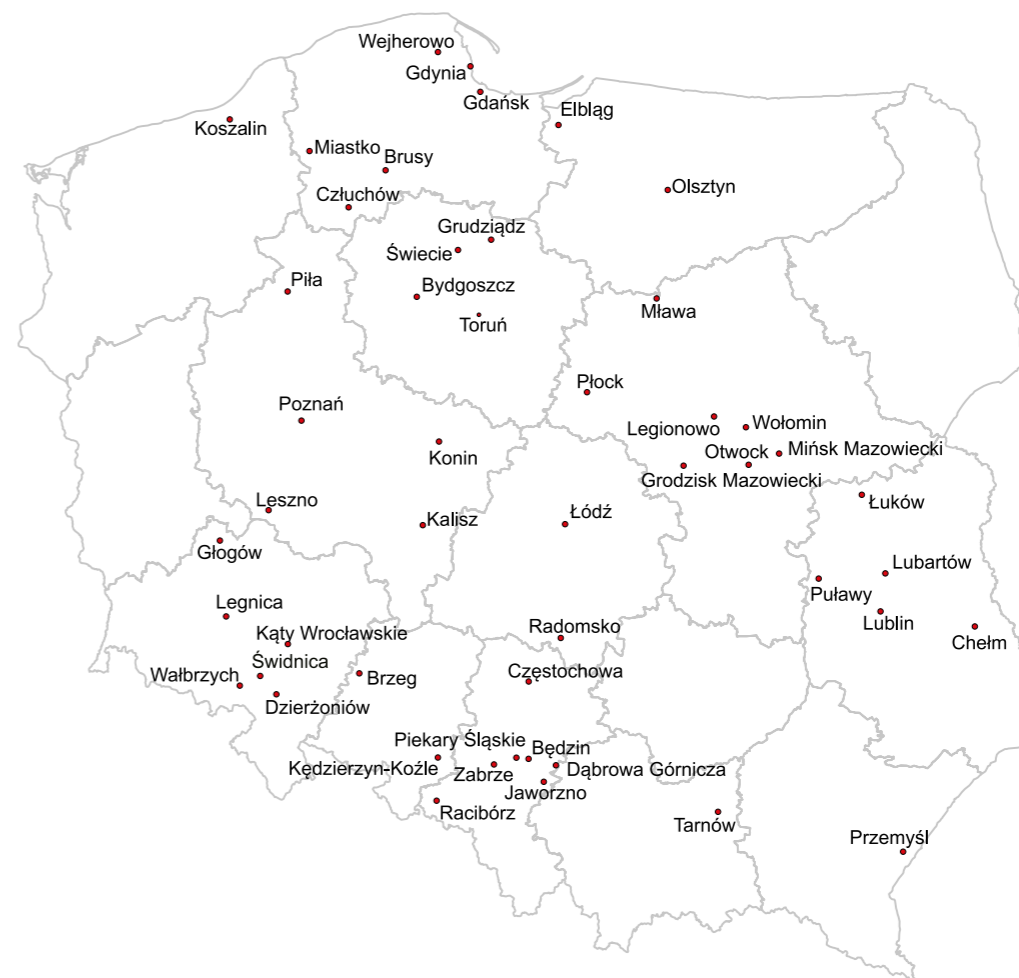 Wejherowo
Gdynia
Gdańsk
Elbląg
Koszalin
Miastko
Brusy
Olsztyn
Człuchów
Grudziądz
Świecie
Piła
Bydgoszcz
Mława
Toruń
Płock
Poznań
Legionowo
Wołomin
Konin
Otwock
Mińsk Mazowiecki
Grodzisk Mazowiecki
Leszno
Łuków
Kalisz
Łódź
Głogów
Lubartów
Puławy
Legnica
Lublin
Radomsko
Kąty Wrocławskie
Chełm
Świdnica
Wałbrzych
Częstochowa
Brzeg
Dzierżoniów
Piekary Śląskie
Będzin
Kędzierzyn-Koźle
Zabrze
Dąbrowa Górnicza
Jaworzno
Racibórz
Tarnów
Przemyśl